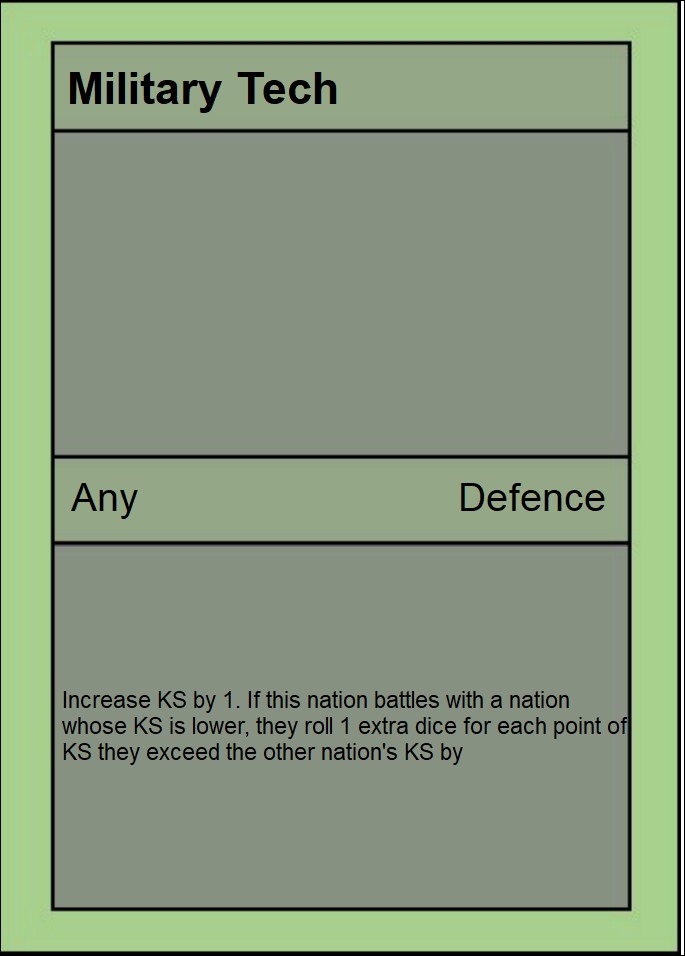 Military Tech
Any Defence
Increase KS by 1. If this nation battles with a nation
whose KS is lower, they roll 1 extra dice for each point of
KS they exceed the other nation's KS by